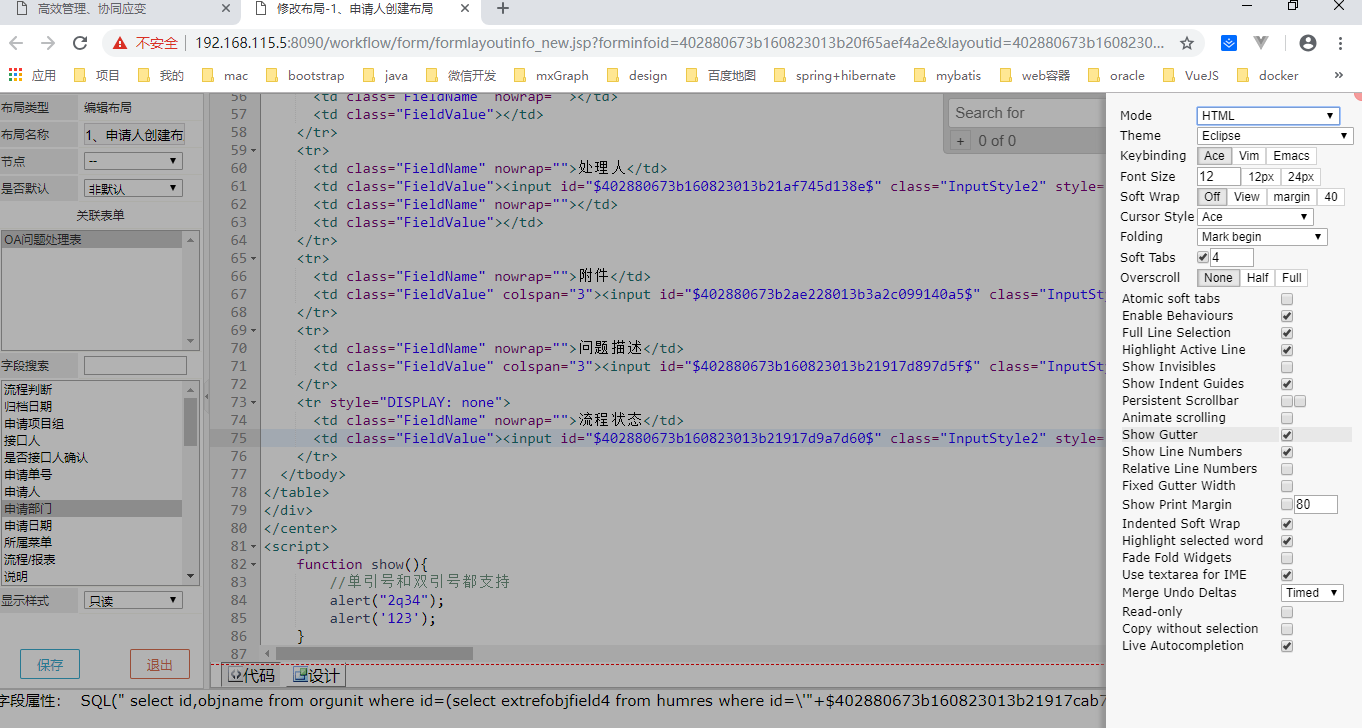 高效管理、协同应变
修改布局-1、申请人创建布局
不安全 192.168.115.5:8090/workflow/form/formlayoutinfo_new.jsp?forminfoid=402880673b160823013b20f65aef4a2e&layoutid=402880673b1608230...
应用 项目 我的 mac bootstrap java 微信开发 mxGraph design 百度地图 spring+hibernate mybatis web容器 oracle VueJS docker »
布局类型 编辑布局
布局名称 1、申请人创建布
节点 --
是否默认 非默认
关联表单
OA问题处理表
字段搜索
流程判断
归档日期
申请项目组
接口人
是否接口人确认
申请单号
申请人
申请部门
申请日期
所属菜单
流程/报表
说明
显示样式 只读
保存 退出
56 <td class="FieldName" nowrap=""></td>
57 <td class="FieldValue"></td>
58 </tr>
59 <tr>
60 <td class="FieldName" nowrap="">处理人</td>
61 <td class="FieldValue"><input id="$402880673b160823013b21af745d138e$" class="InputStyle2" style=
62 <td class="FieldName" nowrap=""></td>
63 <td class="FieldValue"></td>
64 </tr>
65 <tr>
66 <td class="FieldName" nowrap="">附件</td>
67 <td class="FieldValue" colspan="3"><input id="$402880673b2ae228013b3a2c099140a5$" class="InputSty
68 </tr>
69 <tr>
70 <td class="FieldName" nowrap="">问题描述</td>
71 <td class="FieldValue" colspan="3"><input id="$402880673b160823013b21917d897d5f$" class="InputSty
72 </tr>
73 <tr style="DISPLAY: none">
74 <td class="FieldName" nowrap="">流程状态</td>
75 <td class="FieldValue"><input id="$402880673b160823013b21917d9a7d60$" class="InputStyle2" style=
76 </tr>
77 </tbody>
78 </table>
79 </div>
80 </center>
81 <script>
82 function show(){
83 //单引号和双引号都支持
84 alert("2q34");
85 alert('123');
86 }
87
Search for
+ 0 of 0
代码 设计
字段属性： SQL(" select id,objname from orgunit where id=(select extrefobjfield4 from humres where id=\'"+$402880673b160823013b21917cab7
Mode HTML
Theme Eclipse
Keybinding Ace Vim Emacs
Font Size 12 12px 24px
Soft Wrap Off View margin 40
Cursor Style Ace
Folding Mark begin
Soft Tabs 4
Overscroll None Half Full
Atomic soft tabs
Enable Behaviours
Full Line Selection
Highlight Active Line
Show Invisibles
Show Indent Guides
Persistent Scrollbar
Animate scrolling
Show Gutter
Show Line Numbers
Relative Line Numbers
Fixed Gutter Width
Show Print Margin 80
Indented Soft Wrap
Highlight selected word
Fade Fold Widgets
Use textarea for IME
Merge Undo Deltas Timed
Read-only
Copy without selection
Live Autocompletion